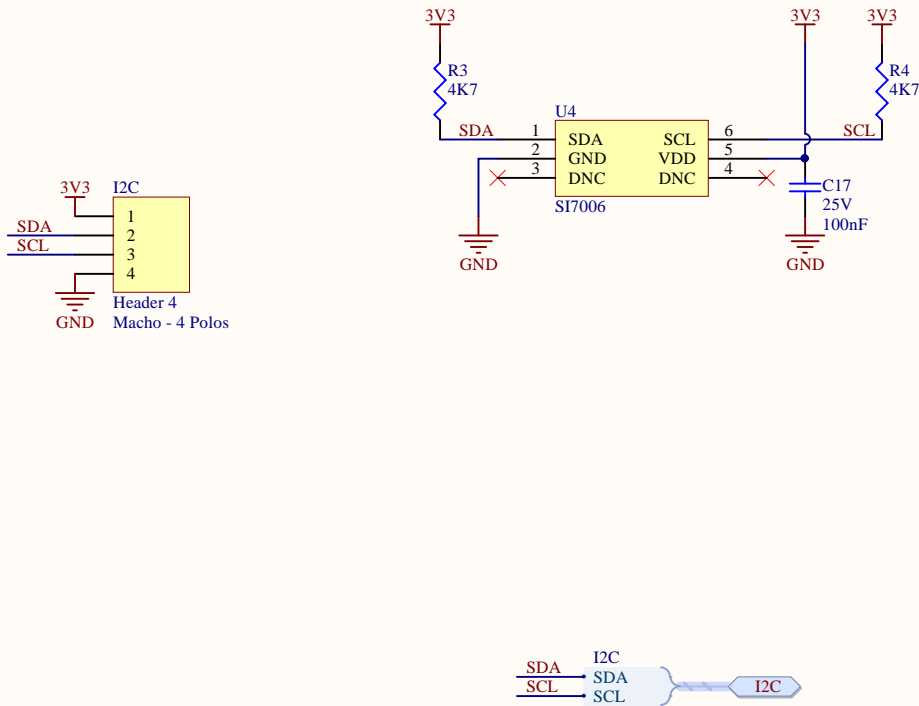 3V3
3V3
3V3
R3
4K7
R4
4K7
U4
SDA
1
SDA
SCL
6
SCL
2
GND
VDD
5
3
DNC
DNC
4
SI7006
C17
25V
100nF
GND
GND
3V3
I2C
1
SDA
2
SCL
3
4
GND
Header 4
Macho - 4 Polos
I2C
SDA
SDA
SCL
SCL
I2C